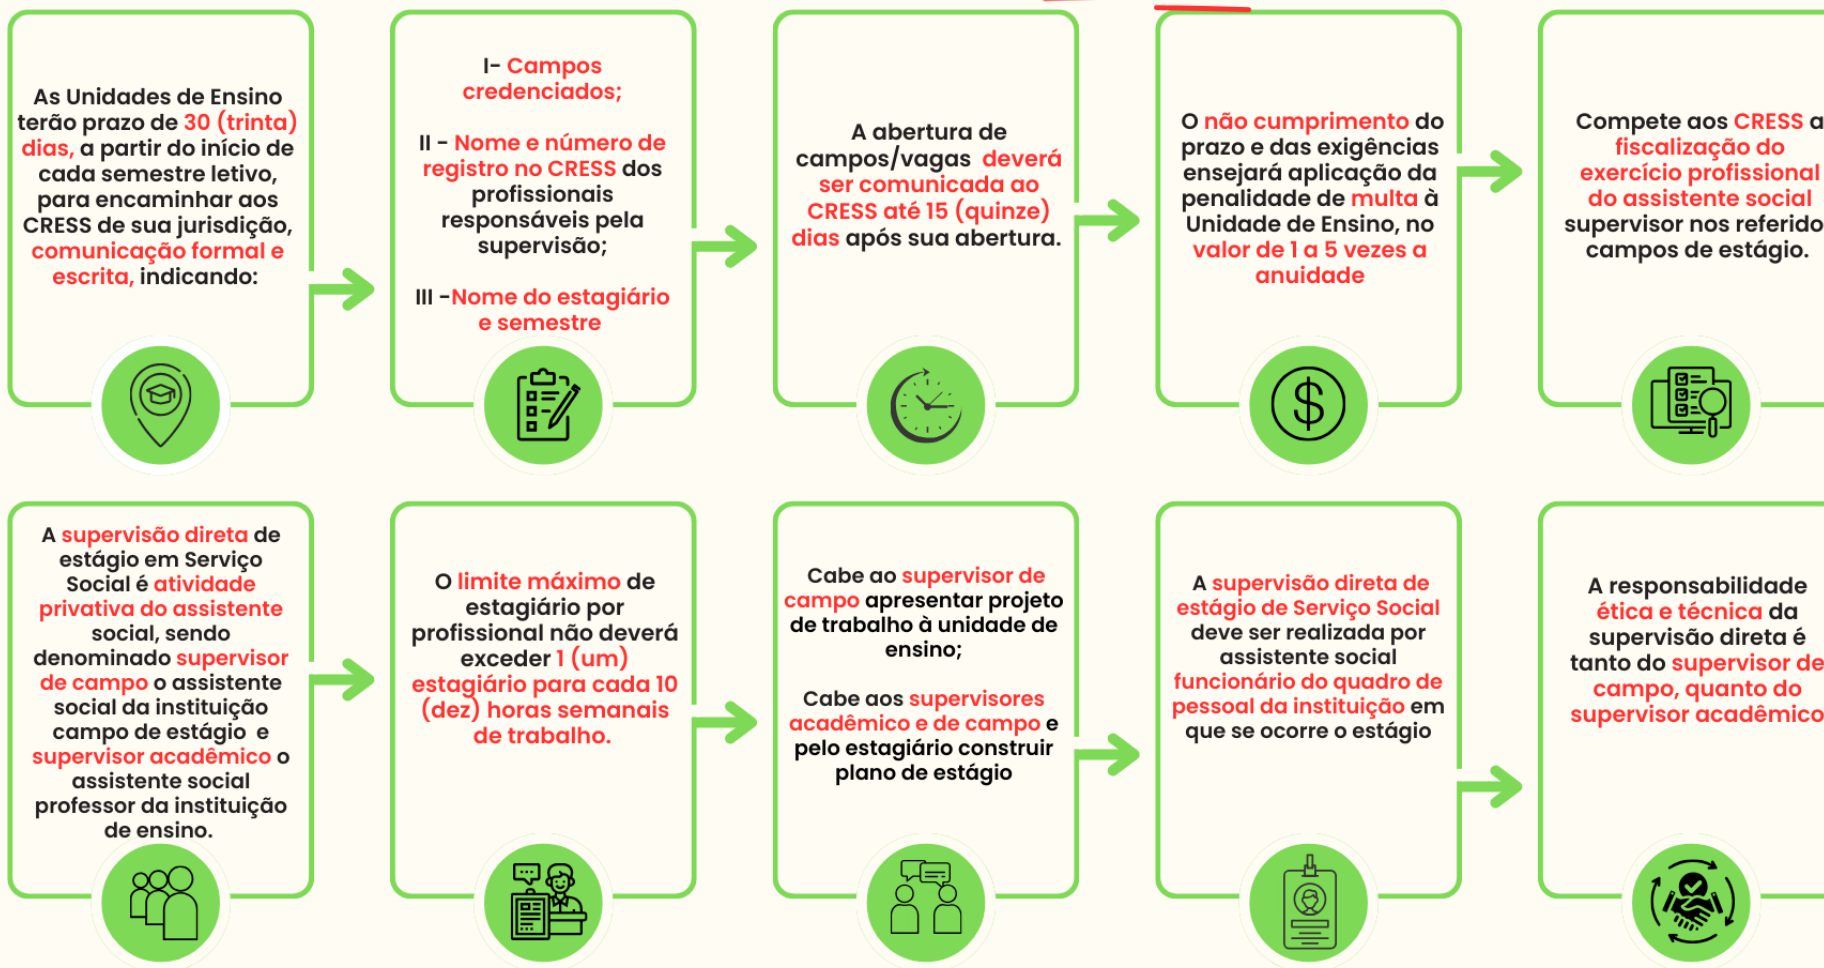 As Unidades de Ensino
terão prazo de 30 (trinta)
dias, a partir do início de
cada semestre letivo,
para encaminhar aos
CRESS de sua jurisdição,
comunicação formal e
escrita, indicando:
I- Campos
credenciados;
II - Nome e número de
registro no CRESS dos
profissionais
responsáveis pela
supervisão;
III -Nome do estagiário
e semestre
A abertura de
campos/vagas deverá
ser comunicada ao
CRESS até 15 (quinze)
dias após sua abertura.
O não cumprimento do
prazo e das exigências
ensejará aplicação da
penalidade de multa à
Unidade de Ensino, no
valor de 1 a 5 vezes a
anuidade
Compete aos CRESS a
fiscalização do
exercício profissional
do assistente social
supervisor nos referido
campos de estágio.
A supervisão direta de
estágio em Serviço
Social é atividade
privativa do assistente
social, sendo
denominado supervisor
de campo o assistente
social da instituição
campo de estágio e
supervisor acadêmico o
assistente social
professor da instituição
de ensino.
O limite máximo de
estagiário por
profissional não deverá
exceder 1 (um)
estagiário para cada 10
(dez) horas semanais
de trabalho.
Cabe ao supervisor de
campo apresentar projeto
de trabalho à unidade de
ensino;
Cabe aos supervisores
acadêmico e de campo e
pelo estagiário construir
plano de estágio
A supervisão direta de
estágio de Serviço Social
deve ser realizada por
assistente social
funcionário do quadro de
pessoal da instituição em
que se ocorre o estágio
A responsabilidade
ética e técnica da
supervisão direta é
tanto do supervisor de
campo, quanto do
supervisor acadêmico